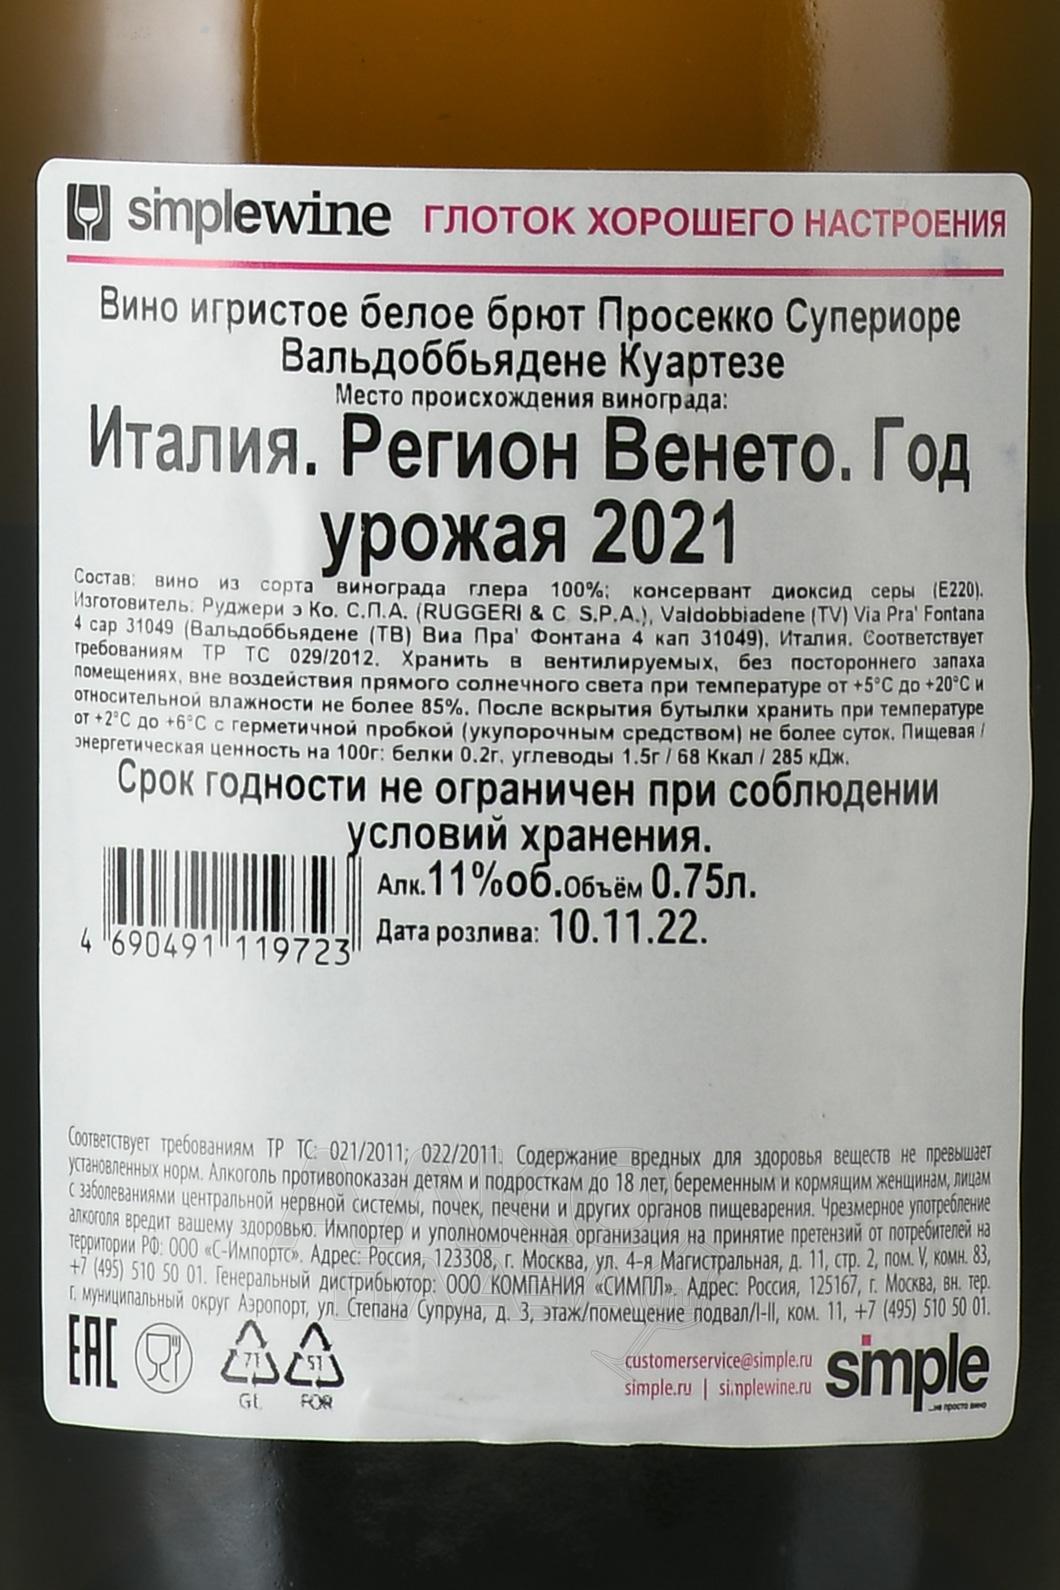 simplewine ГЛОТОК ХОРОШЕГО НАСТРОЕНИЯ
Вино игристое белое брют Просекко Супериоре
Вальдоббьядене Куартезе
Место происхождения винограда:
Италия. Регион Венето. Год
урожая 2021
Состав: вино из сорта винограда глера 100%; консервант диоксид серы (Е220).
Изготовитель: Руджери э Ко. С.П.А. (RUGGERI & C S.P.A.), Valdobbiadene (TV) Via Pra' Fontana
4 cap 31049 (Вальдоббьядене (ТВ) Виа Пра' Фонтана 4 кап 31049), Италия. Соответствует
требованиям ТР ТС 029/2012. Хранить в вентилируемых, без постороннего запаха
помещениях, вне воздействия прямого солнечного света при температуре от +5°С до +20°С и
относительной влажности не более 85%. После вскрытия бутылки хранить при температуре
от +2°С до +6°С с герметичной пробкой (укупорочным средством) не более суток. Пищевая /
энергетическая ценность на 100г: белки 0.2г, углеводы 1.5г / 68 Ккал / 285 кДж.
Срок годности не ограничен при соблюдении
условий хранения.
Алк.11%об.Объём 0.75л.
Дата розлива: 10.11.22.
4 690491 119723
Соответствует требованиям ТР ТС: 021/2011; 022/2011. Содержание вредных для здоровья веществ не превышает
установленных норм. Алкоголь противопоказан детям и подросткам до 18 лет, беременным и кормящим женщинам, лицам
с заболеваниями центральной нервной системы, почек, печени и других органов пищеварения. Чрезмерное употребление
алкоголя вредит вашему здоровью. Импортер и уполномоченная организация на принятие претензий от потребителей на
территории РФ: ООО «С-Импортс». Адрес: Россия, 123308, г. Москва, ул. 4-я Магистральная, д. 11, стр. 2, пом. V, комн. 83,
+7 (495) 510 50 01. Генеральный дистрибьютор: ООО КОМПАНИЯ «СИМПЛ». Адрес: Россия, 125167, г. Москва, вн. тер.
г. муниципальный округ Аэропорт, ул. Степана Супруна, д. 3, этаж/помещение подвал/I-II, ком. 11, +7 (495) 510 50 01.
EAC
71 51
GL FOR
customerservice@simple.ru
simple.ru | simplewine.ru
simple
...не просто вино